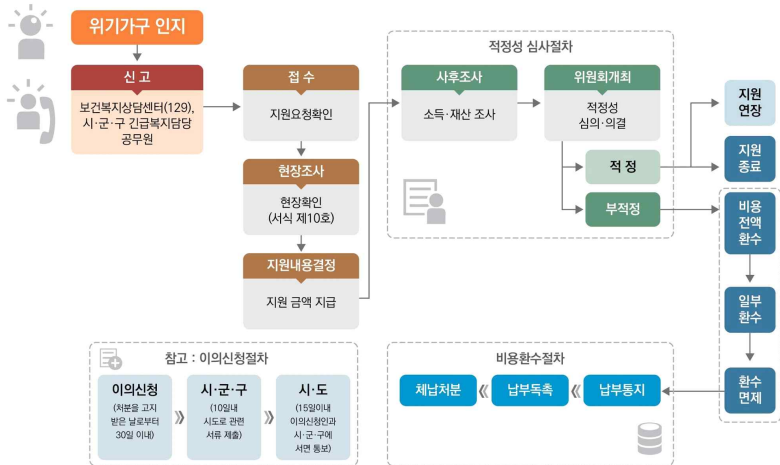 위기가구 인지
신 고
보건복지상담센터(129),
시·군·구 긴급복지담당
공무원
접 수
지원요청확인
현장조사
현장확인
(서식 제10호)
지원내용결정
지원 금액 지급
적정성 심사절차
사후조사
소득·재산 조사
위원회개최
적정성
심의·의결
적 정
부적정
지원
연장
지원
종료
비용
전액
환수
일부
환수
환수
면제
참고 : 이의신청절차
이의신청
(처분을 고지
받은 날로부터
30일 이내)
》
시·군·구
(10일내
시도로 관련
서류 제출)
》
시·도
(15일이내
이의신청인과
시·군·구에
서면 통보)
비용환수절차
체납처분
《
납부독촉
《
납부통지